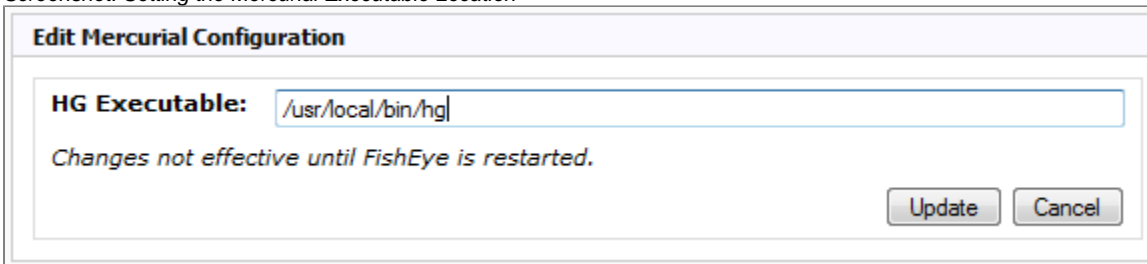 Screenshot: Setting the Mercurial Executable Location
Edit Mercurial Configuration
HG Executable: /usr/local/bin/hg
Changes not effective until FishEye is restarted.
Update Cancel